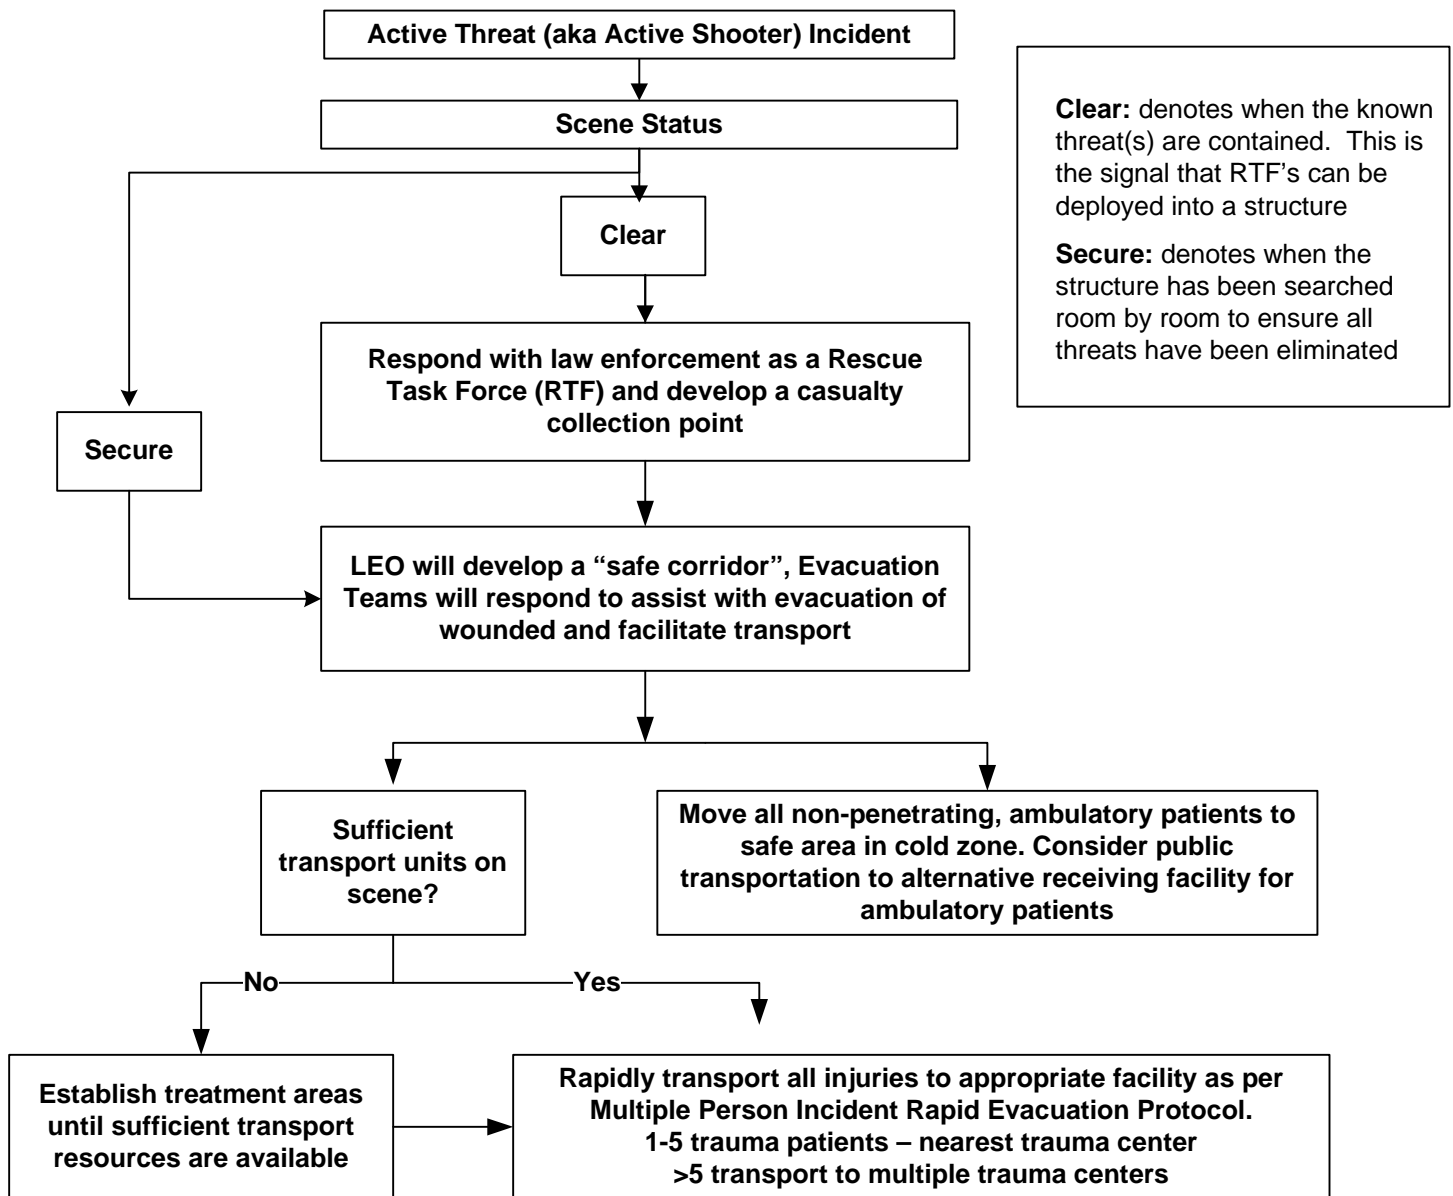 Active Threat (aka Active Shooter) Incident
Scene Status
Clear
Clear: denotes when the known
threat(s) are contained.  This is
the signal that RTF's can be
deployed into a structure
Secure: denotes when the
structure has been searched
room by room to ensure all
threats have been eliminated
Respond with law enforcement as a Rescue
Task Force (RTF) and develop a casualty
collection point
Secure
LEO will develop a “safe corridor”, Evacuation
Teams will respond to assist with evacuation of
wounded and facilitate transport
Sufficient
transport units on
scene?
Move all non-penetrating, ambulatory patients to
safe area in cold zone. Consider public
transportation to alternative receiving facility for
ambulatory patients
No
Yes
Establish treatment areas
until sufficient transport
resources are available
Rapidly transport all injuries to appropriate facility as per
Multiple Person Incident Rapid Evacuation Protocol.
1-5 trauma patients – nearest trauma center
>5 transport to multiple trauma centers